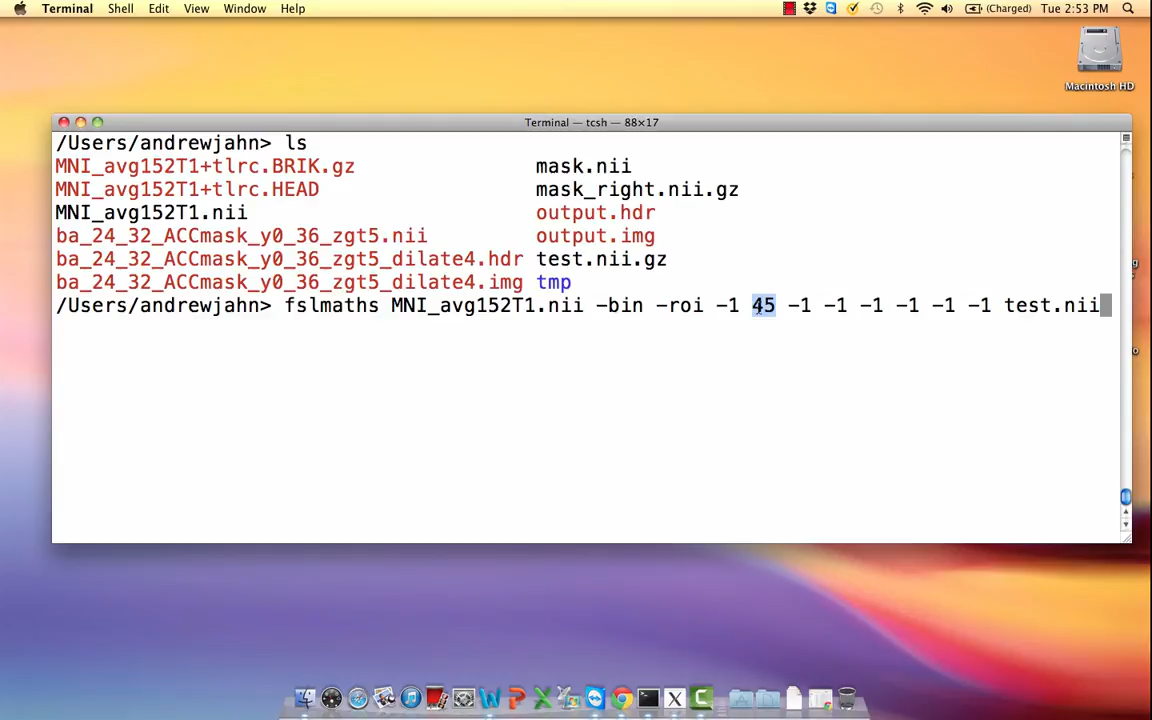 Terminal Shell Edit View Window Help (Charged) Tue 2:53 PM
Macintosh HD
Terminal — tcsh — 88×17
/Users/andrewjahn> ls
MNI_avg152T1+tlrc.BRIK.gz mask.nii
MNI_avg152T1+tlrc.HEAD mask_right.nii.gz
MNI_avg152T1.nii output.hdr
ba_24_32_ACCmask_y0_36_zgt5.nii output.img
ba_24_32_ACCmask_y0_36_zgt5_dilate4.hdr test.nii.gz
ba_24_32_ACCmask_y0_36_zgt5_dilate4.img tmp
/Users/andrewjahn> fslmaths MNI_avg152T1.nii -bin -roi -1 45 -1 -1 -1 -1 -1 -1 test.nii